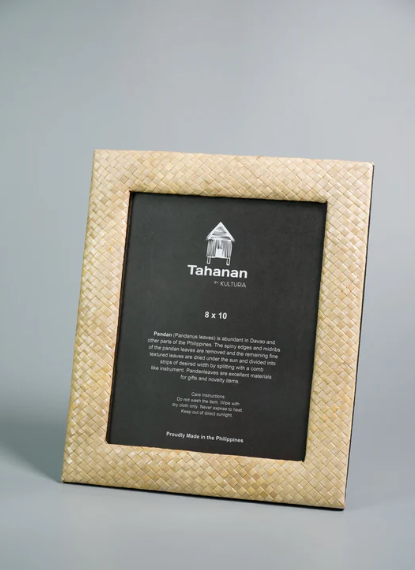 Tahanan
BY KULTURA
8 x 10
Pandan (Pandanus leaves) is abundant in Davao and
other parts of the Philippines. The spiny edges and midribs
of the pandan leaves are removed and the remaining fine
textured leaves are dried under the sun and divided into
strips of desired width by splitting with a comb
like instrument. Pandanleaves are excellent materials
for gifts and novelty items
Care Instructions:
Do not wash the item. Wipe with
dry cloth only. Never expose to heat.
Keep out of direct sunlight.
Proudly Made in the Philippines